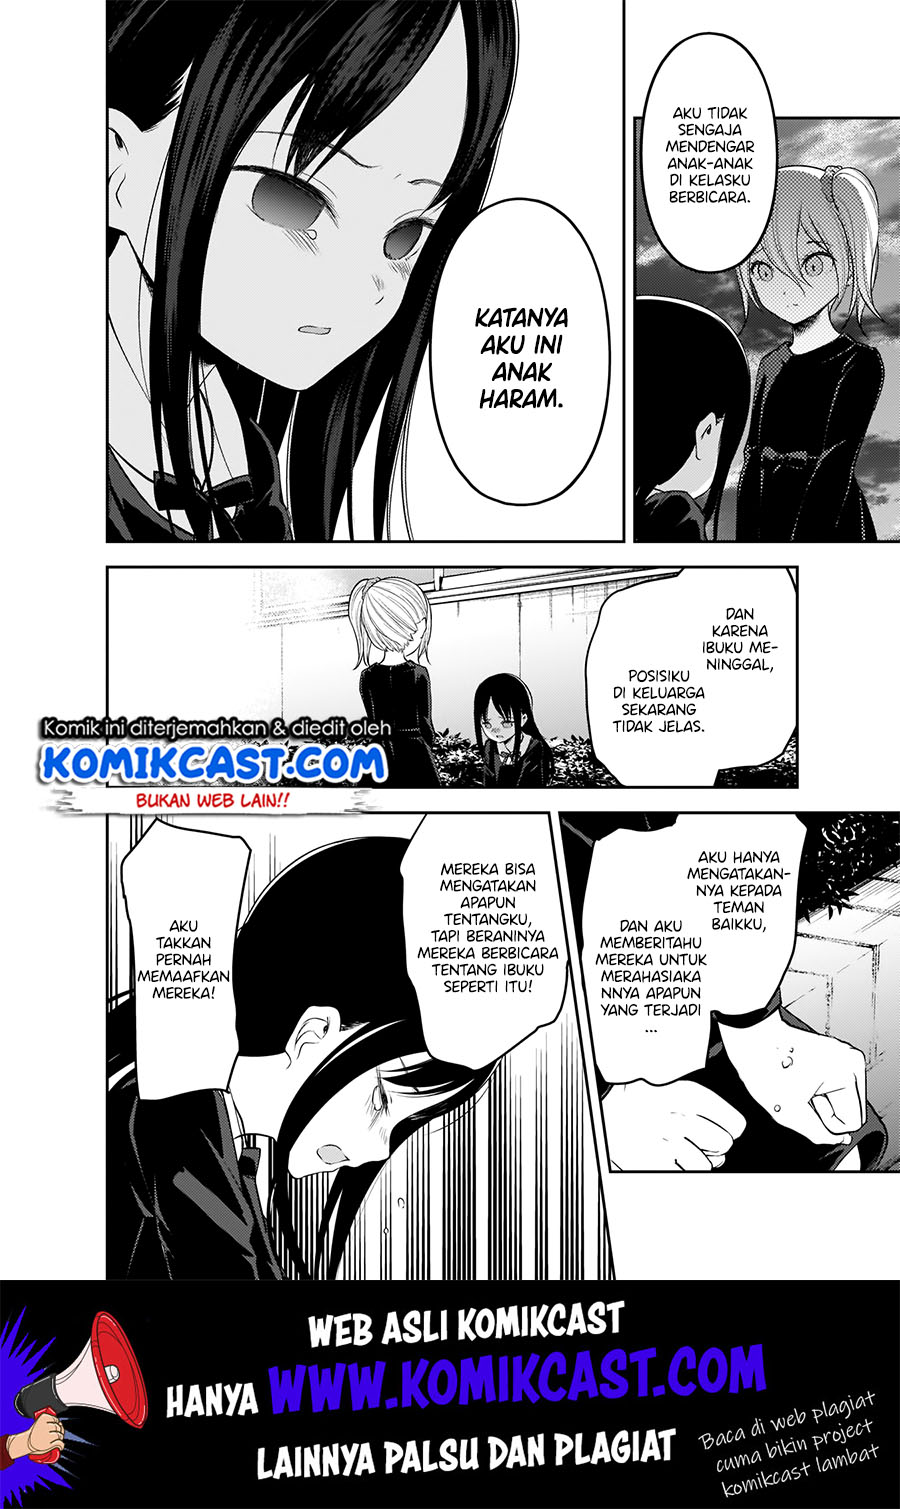 AKU TIDAK
SENGAJA
MENDENGAR
ANAK-ANAK
DI KELASKU
BERBICARA.
KATANYA
AKU INI
ANAK
HARAM.
DAN
KARENA
IBUKU ME-
NINGGAL,
POSISIKU
DI KELUARGA
SEKARANG
TIDAK JELAS.
Komik ini diterjemahkan & diedit oleh
KOMIKCAST.COM
BUKAN WEB LAIN!!
AKU HANYA
MENGATAKAN-
NYA KEPADA
TEMAN
BAIKKU,
DAN AKU
MEMBERITAHU
MEREKA UNTUK
MERAHASIAKA
NNYA APAPUN
YANG TERJADI
...
MEREKA BISA
MENGATAKAN
APAPUN
TENTANGKU,
TAPI BERANINYA
MEREKA BERBICARA
TENTANG IBUKU
SEPERTI ITU!
AKU
TAKKAN
PERNAH
MEMAAFKAN
MEREKA!
WEB ASLI KOMIKCAST
HANYA WWW.KOMIKCAST.COM
LAINNYA PALSU DAN PLAGIAT
Baca di web plagiat
cuma bikin project
komikcast lambat